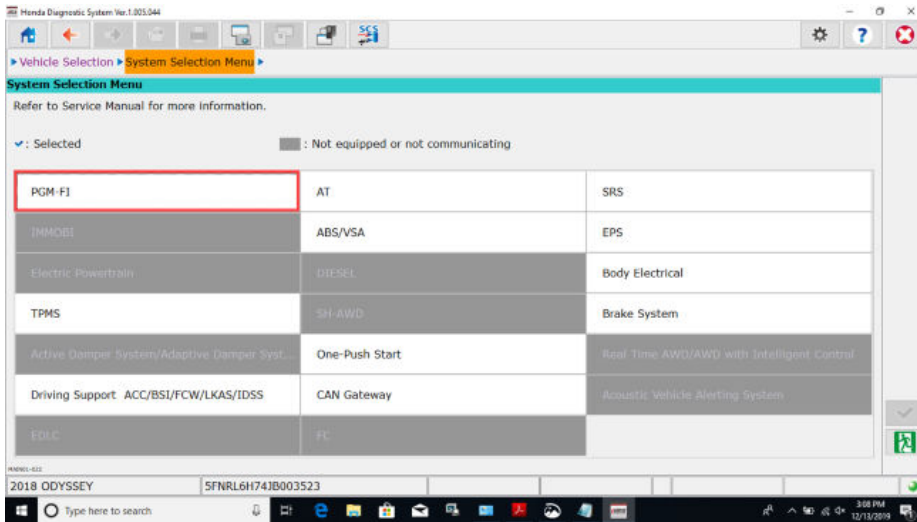 Honda Diagnostic System Ver.1.005.044
SCS
?
Vehicle Selection System Selection Menu
System Selection Menu
Refer to Service Manual for more information.
: Selected : Not equipped or not communicating
PGM-FI AT SRS
IMMOBI ABS/VSA EPS
Electric Powertrain DIESEL Body Electrical
TPMS SH-AWD Brake System
Active Damper System/Adaptive Damper Syst... One-Push Start Real Time AWD/AWD with Intelligent Control
Driving Support ACC/BSI/FCW/LKAS/IDSS CAN Gateway Acoustic Vehicle Alerting System
EDLC FC
2018 ODYSSEY 5FNRL6H74JB003523
Type here to search 3:08 PM
12/13/2019